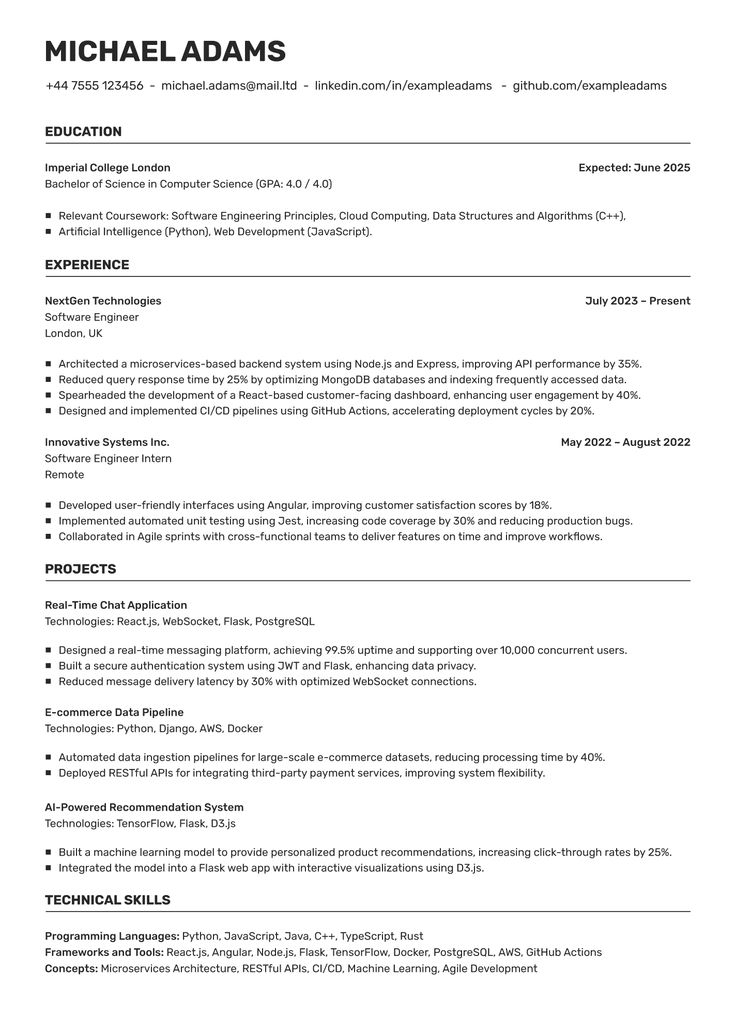 MICHAEL ADAMS
+44 7555 123456 - michael.adams@mail.ltd - linkedin.com/in/exampleadams - github.com/exampleadams
EDUCATION
Imperial College London Expected: June 2025
Bachelor of Science in Computer Science (GPA: 4.0 / 4.0)
■ Relevant Coursework: Software Engineering Principles, Cloud Computing, Data Structures and Algorithms (C++),
■ Artificial Intelligence (Python), Web Development (JavaScript).
EXPERIENCE
NextGen Technologies July 2023 – Present
Software Engineer
London, UK
■ Architected a microservices-based backend system using Node.js and Express, improving API performance by 35%.
■ Reduced query response time by 25% by optimizing MongoDB databases and indexing frequently accessed data.
■ Spearheaded the development of a React-based customer-facing dashboard, enhancing user engagement by 40%.
■ Designed and implemented CI/CD pipelines using GitHub Actions, accelerating deployment cycles by 20%.
Innovative Systems Inc. May 2022 – August 2022
Software Engineer Intern
Remote
■ Developed user-friendly interfaces using Angular, improving customer satisfaction scores by 18%.
■ Implemented automated unit testing using Jest, increasing code coverage by 30% and reducing production bugs.
■ Collaborated in Agile sprints with cross-functional teams to deliver features on time and improve workflows.
PROJECTS
Real-Time Chat Application
Technologies: React.js, WebSocket, Flask, PostgreSQL
■ Designed a real-time messaging platform, achieving 99.5% uptime and supporting over 10,000 concurrent users.
■ Built a secure authentication system using JWT and Flask, enhancing data privacy.
■ Reduced message delivery latency by 30% with optimized WebSocket connections.
E-commerce Data Pipeline
Technologies: Python, Django, AWS, Docker
■ Automated data ingestion pipelines for large-scale e-commerce datasets, reducing processing time by 40%.
■ Deployed RESTful APIs for integrating third-party payment services, improving system flexibility.
AI-Powered Recommendation System
Technologies: TensorFlow, Flask, D3.js
■ Built a machine learning model to provide personalized product recommendations, increasing click-through rates by 25%.
■ Integrated the model into a Flask web app with interactive visualizations using D3.js.
TECHNICAL SKILLS
Programming Languages: Python, JavaScript, Java, C++, TypeScript, Rust
Frameworks and Tools: React.js, Angular, Node.js, Flask, TensorFlow, Docker, PostgreSQL, AWS, GitHub Actions
Concepts: Microservices Architecture, RESTful APIs, CI/CD, Machine Learning, Agile Development